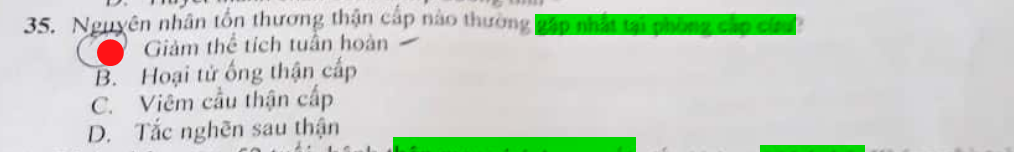 35. Nguyên nhân tổn thương thận cấp nào thường gặp nhất tại phòng cấp cứu?
Giảm thể tích tuần hoàn
B. Hoại tử ống thận cấp
C. Viêm cầu thận cấp
D. Tắc nghẽn sau thận